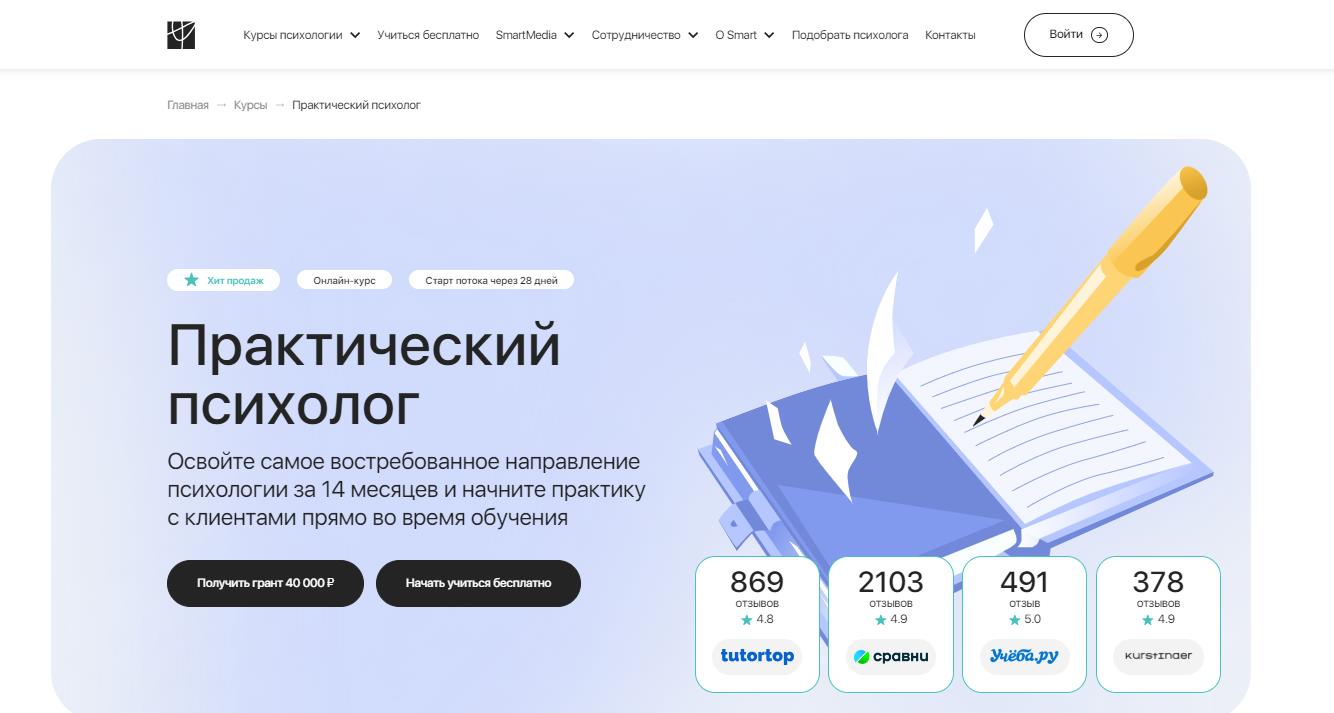 Курсы психологии
Учиться бесплатно
SmartMedia
Сотрудничество
О Smart
Подобрать психолога
Контакты
Войти
Главная → Курсы → Практический психолог
Хит продаж
Онлайн-курс
Старт потока через 28 дней
Практический
психолог
Освойте самое востребованное направление
психологии за 14 месяцев и начните практику
с клиентами прямо во время обучения
Получить грант 40 000 ₽
Начать учиться бесплатно
869
отзывов
4.8
tutortop
2103
отзывов
4.9
сравни
491
отзыв
5.0
Учёба.ру
378
отзывов
4.9
kurstinder